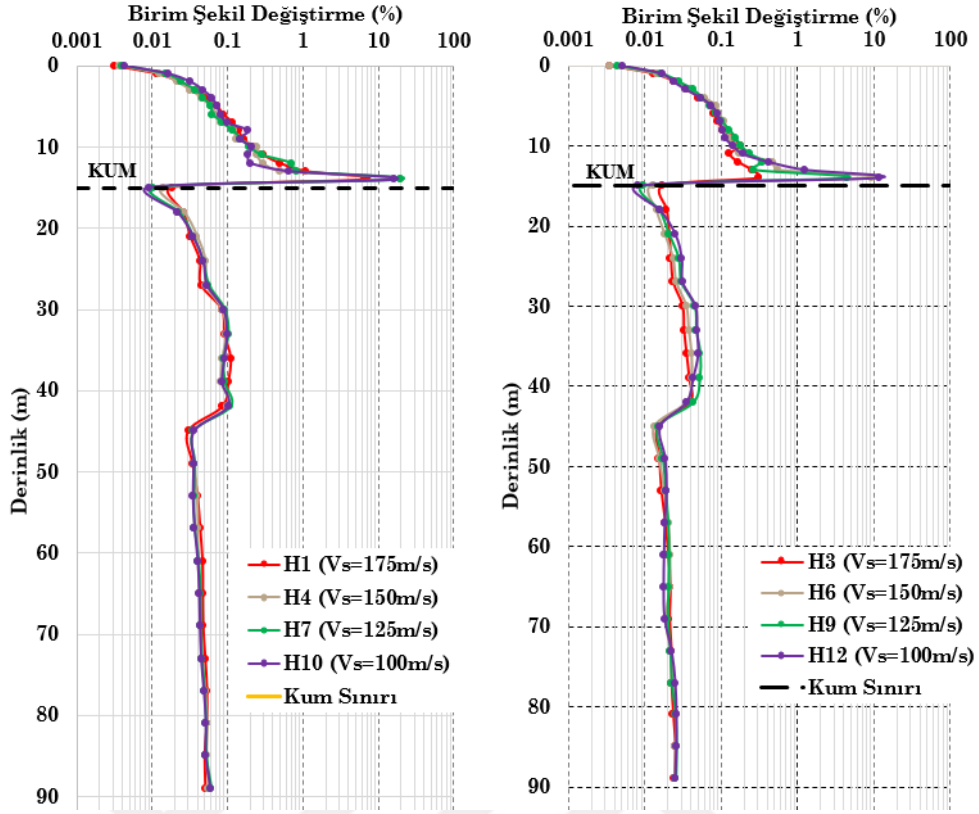 Birim Şekil Değiştirme (%)
0.001 0.01 0.1 1 10 100
0
10
20
30
40
50
60
70
80
90
Derinlik (m)
KUM
H1 (Vs=175m/s)
H4 (Vs=150m/s)
H7 (Vs=125m/s)
H10 (Vs=100m/s)
Kum Sınırı
Birim Şekil Değiştirme (%)
0.001 0.01 0.1 1 10 100
0
10
20
30
40
50
60
70
80
90
Derinlik (m)
KUM
H3 (Vs=175m/s)
H6 (Vs=150m/s)
H9 (Vs=125m/s)
H12 (Vs=100m/s)
Kum Sınırı